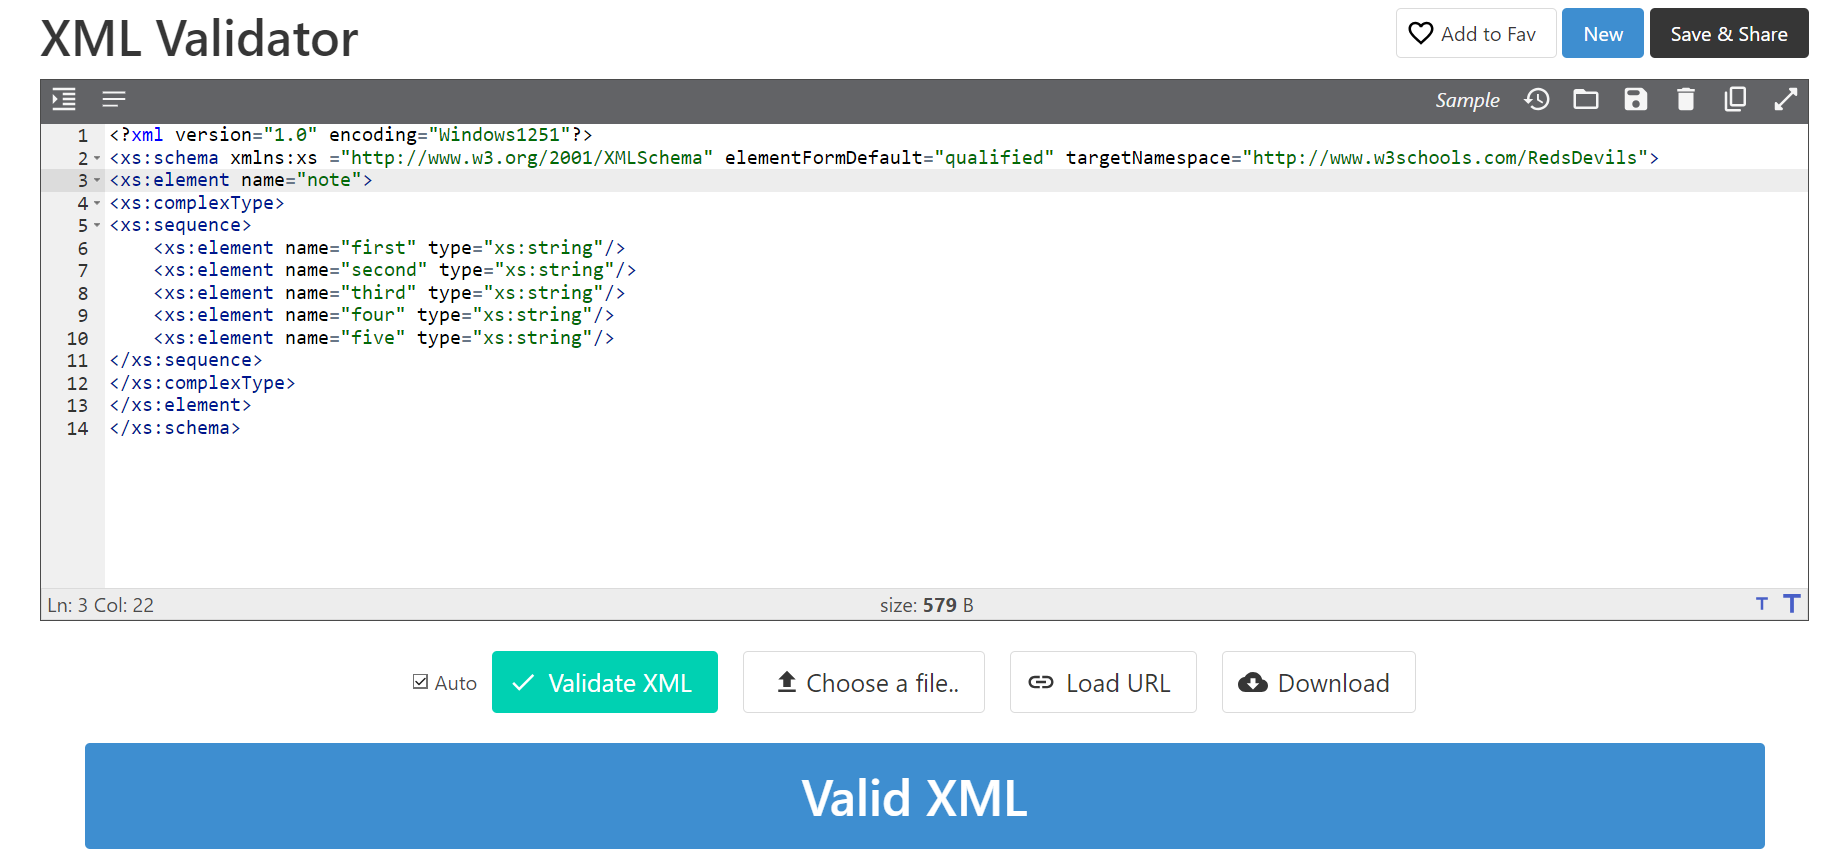 XML Validator
Add to Fav
New
Save & Share
Sample
1 <?xml version="1.0" encoding="Windows1251"?>
2 <xs:schema xmlns:xs ="http://www.w3.org/2001/XMLSchema" elementFormDefault="qualified" targetNamespace="http://www.w3schools.com/RedsDevils">
3 <xs:element name="note">
4 <xs:complexType>
5 <xs:sequence>
6     <xs:element name="first" type="xs:string"/>
7     <xs:element name="second" type="xs:string"/>
8     <xs:element name="third" type="xs:string"/>
9     <xs:element name="four" type="xs:string"/>
10     <xs:element name="five" type="xs:string"/>
11 </xs:sequence>
12 </xs:complexType>
13 </xs:element>
14 </xs:schema>
Ln: 3 Col: 22
size: 579 B
T T
Auto
Validate XML
Choose a file..
Load URL
Download
Valid XML